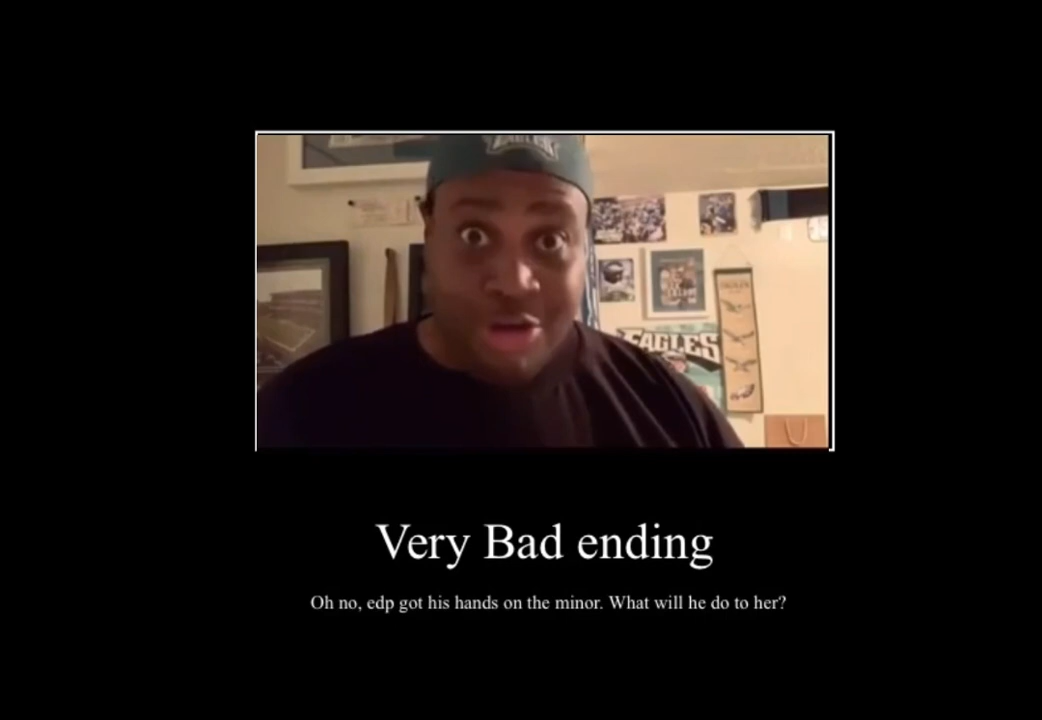 EAGLES
EAGLES
Very Bad ending
Oh no, edp got his hands on the minor. What will he do to her?